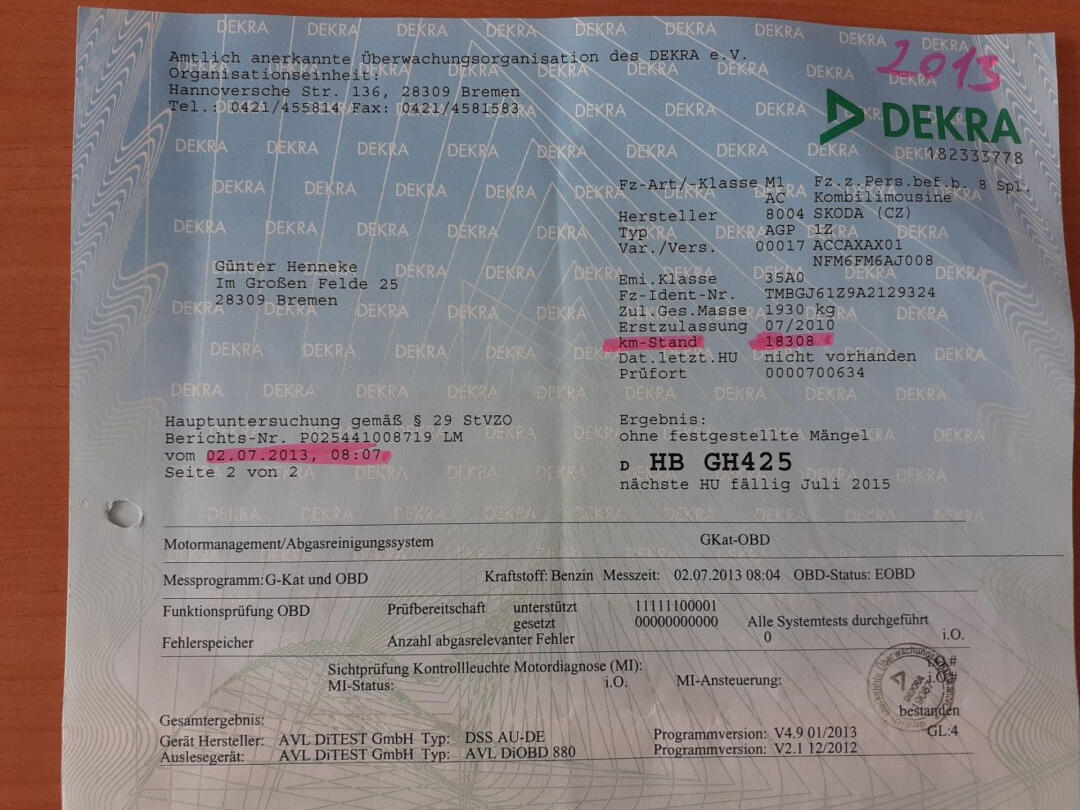 Amtlich anerkannte Überwachungsorganisation des DEKRA e.V.
Organisationseinheit:
Hannoversche Str. 136, 28309 Bremen
Tel.: 0421/455814 Fax: 0421/4581583
2013
DEKRA
182333778
Fz-Art/-Klasse M1 Fz.z.Pers.bef.b. 8 Spl.
AC Kombilimousine
Hersteller 8004 SKODA (CZ)
Typ AGP 1Z
Var./Vers. 00017 ACCAXAX01
NFM6FM6AJ008
Günter Henneke
Im Großen Felde 25
28309 Bremen
Emi.Klasse 35A0
Fz-Ident-Nr. TMBGJ61Z9A2129324
Zul.Ges.Masse 1930 kg
Erstzulassung 07/2010
km-Stand 18308
Dat.letzt.HU nicht vorhanden
Prüfort 0000700634
Hauptuntersuchung gemäß § 29 StVZO
Berichts-Nr. P025441008719 LM
vom 02.07.2013, 08:07
Seite 2 von 2
Ergebnis:
ohne festgestellte Mängel
D HB GH425
nächste HU fällig Juli 2015
Motormanagement/Abgasreinigungssystem GKat-OBD
Messprogramm: G-Kat und OBD Kraftstoff: Benzin Messzeit: 02.07.2013 08:04 OBD-Status: EOBD
Funktionsprüfung OBD Prüfbereitschaft unterstützt 11111100001
gesetzt 00000000000 Alle Systemtests durchgeführt
Fehlerspeicher Anzahl abgasrelevanter Fehler 0 i.O.
Sichtprüfung Kontrollleuchte Motordiagnose (MI): i.O.#
MI-Status: i.O. MI-Ansteuerung: i.O#
bestanden
Gesamtergebnis:
Gerät Hersteller: AVL DiTEST GmbH Typ: DSS AU-DE Programmversion: V4.9 01/2013 GL:4
Auslesegerät: AVL DiTEST GmbH Typ: AVL DiOBD 880 Programmversion: V2.1 12/2012